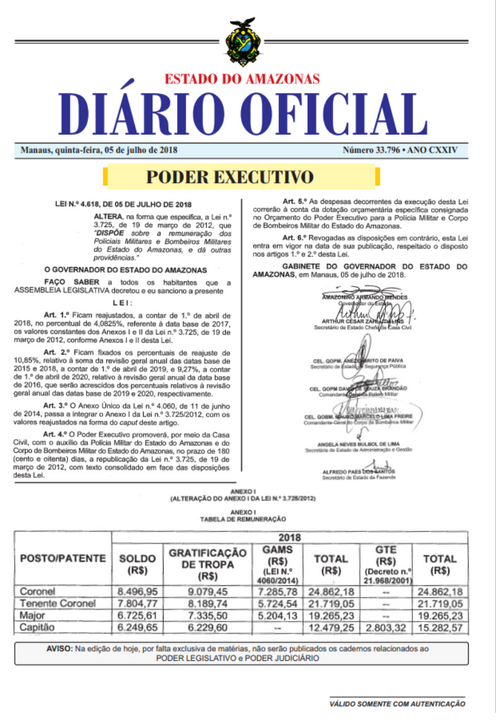 ESTADO DO AMAZONAS
DIÁRIO OFICIAL
Manaus, quinta-feira, 05 de julho de 2018
Número 33.796 • ANO CXXIV
PODER EXECUTIVO
LEI N.º 4.618, DE 05 DE JULHO DE 2018
ALTERA, na forma que especifica, a Lei n.º
3.725, de 19 de março de 2012, que
"DISPÕE sobre a remuneração dos
Policiais Militares e Bombeiros Militares
do Estado do Amazonas, e dá outras
providências."
O GOVERNADOR DO ESTADO DO AMAZONAS
FAÇO SABER a todos os habitantes que a
ASSEMBLEIA LEGISLATIVA decretou e eu sanciono a presente
L E I :
Art. 1.º Ficam reajustados, a contar de 1.º de abril de
2018, no percentual de 4,0825%, referente à data base de 2017,
os valores constantes dos Anexos I e II da Lei n.º 3.725, de 19
de março de 2012, conforme Anexos I e II desta Lei.
Art. 2.º Ficam fixados os percentuais de reajuste de
10,85%, relativo à soma da revisão geral anual das datas base de
2015 e 2018, a contar de 1.º de abril de 2019, e 9,27%, a contar
de 1.º de abril de 2020, relativo à revisão geral anual da data base
de 2016, que serão acrescidos dos percentuais relativos à revisão
geral anual das datas base 2019 e 2020, respectivamente.
Art. 3.º O Anexo Único da Lei n.º 4.060, de 11 de junho
de 2014, passa a integrar o Anexo I da Lei n.º 3.725/2012, com os
valores reajustados na forma do caput deste artigo.
Art. 4.º O Poder Executivo promoverá, por meio da Casa
Civil, com o auxílio da Polícia Militar do Estado do Amazonas e do
Corpo de Bombeiros Militar do Estado do Amazonas, no prazo de 180
(cento e oitenta) dias, a republicação da Lei n.º 3.725, de 19 de
março de 2012, com texto consolidado em face das disposições
desta Lei.
Art. 5.º As despesas decorrentes da execução desta Lei
correrão à conta da dotação orçamentária específica consignada
no Orçamento do Poder Executivo para a Polícia Militar e Corpo
de Bombeiros Militar do Estado do Amazonas.
Art. 6.º Revogadas as disposições em contrário, esta Lei
entra em vigor na data de sua publicação, respeitado o disposto
nos artigos 1.º e 2.º desta Lei.
GABINETE DO GOVERNADOR DO ESTADO DO
AMAZONAS, em Manaus, 05 de julho de 2018.
AMAZONINO ARMANDO MENDES
Governador do Estado
ARTHUR CÉSAR
Secretário de Estado Chefe da Casa Civil
CEL. QOPM BRITO DE PAIVA
Secretário de Estado de Segurança Pública
CEL. QOPM DAVID DE SOUZA BRANDÃO
Comandante-Geral da Polícia Militar
CEL. QOBM. MARCELO LIMA FREIRE
Comandante-Geral do Corpo de Bombeiros Militar
ANGELA NEVES BULBOL DE LIMA
Secretária de Estado de Administração e Gestão
ALFREDO PAES DOS SANTOS
Secretário de Estado da Fazenda
ANEXO I
(ALTERAÇÃO DO ANEXO I DA LEI N.º 3.725/2012)
ANEXO I
TABELA DE REMUNERAÇÃO
2018
POSTO/PATENTE SOLDO (R$) GRATIFICAÇÃO DE TROPA (R$) GAMS (R$) (LEI N.º 4060/2014) TOTAL (R$) GTE (R$) (Decreto n.º 21.968/2001) TOTAL (R$)
Coronel 8.496,95 9.079,45 7.285,78 24.862,18 -- 24.862,18
Tenente Coronel 7.804,77 8.189,74 5.724,54 21.719,05 -- 21.719,05
Major 6.725,61 7.335,50 5.204,13 19.265,23 -- 19.265,23
Capitão 6.249,65 6.229,60 -- 12.479,25 2.803,32 15.282,57
AVISO: Na edição de hoje, por falta exclusiva de matérias, não serão publicados os cadernos relacionados ao
PODER LEGISLATIVO e PODER JUDICIÁRIO
VÁLIDO SOMENTE COM AUTENTICAÇÃO